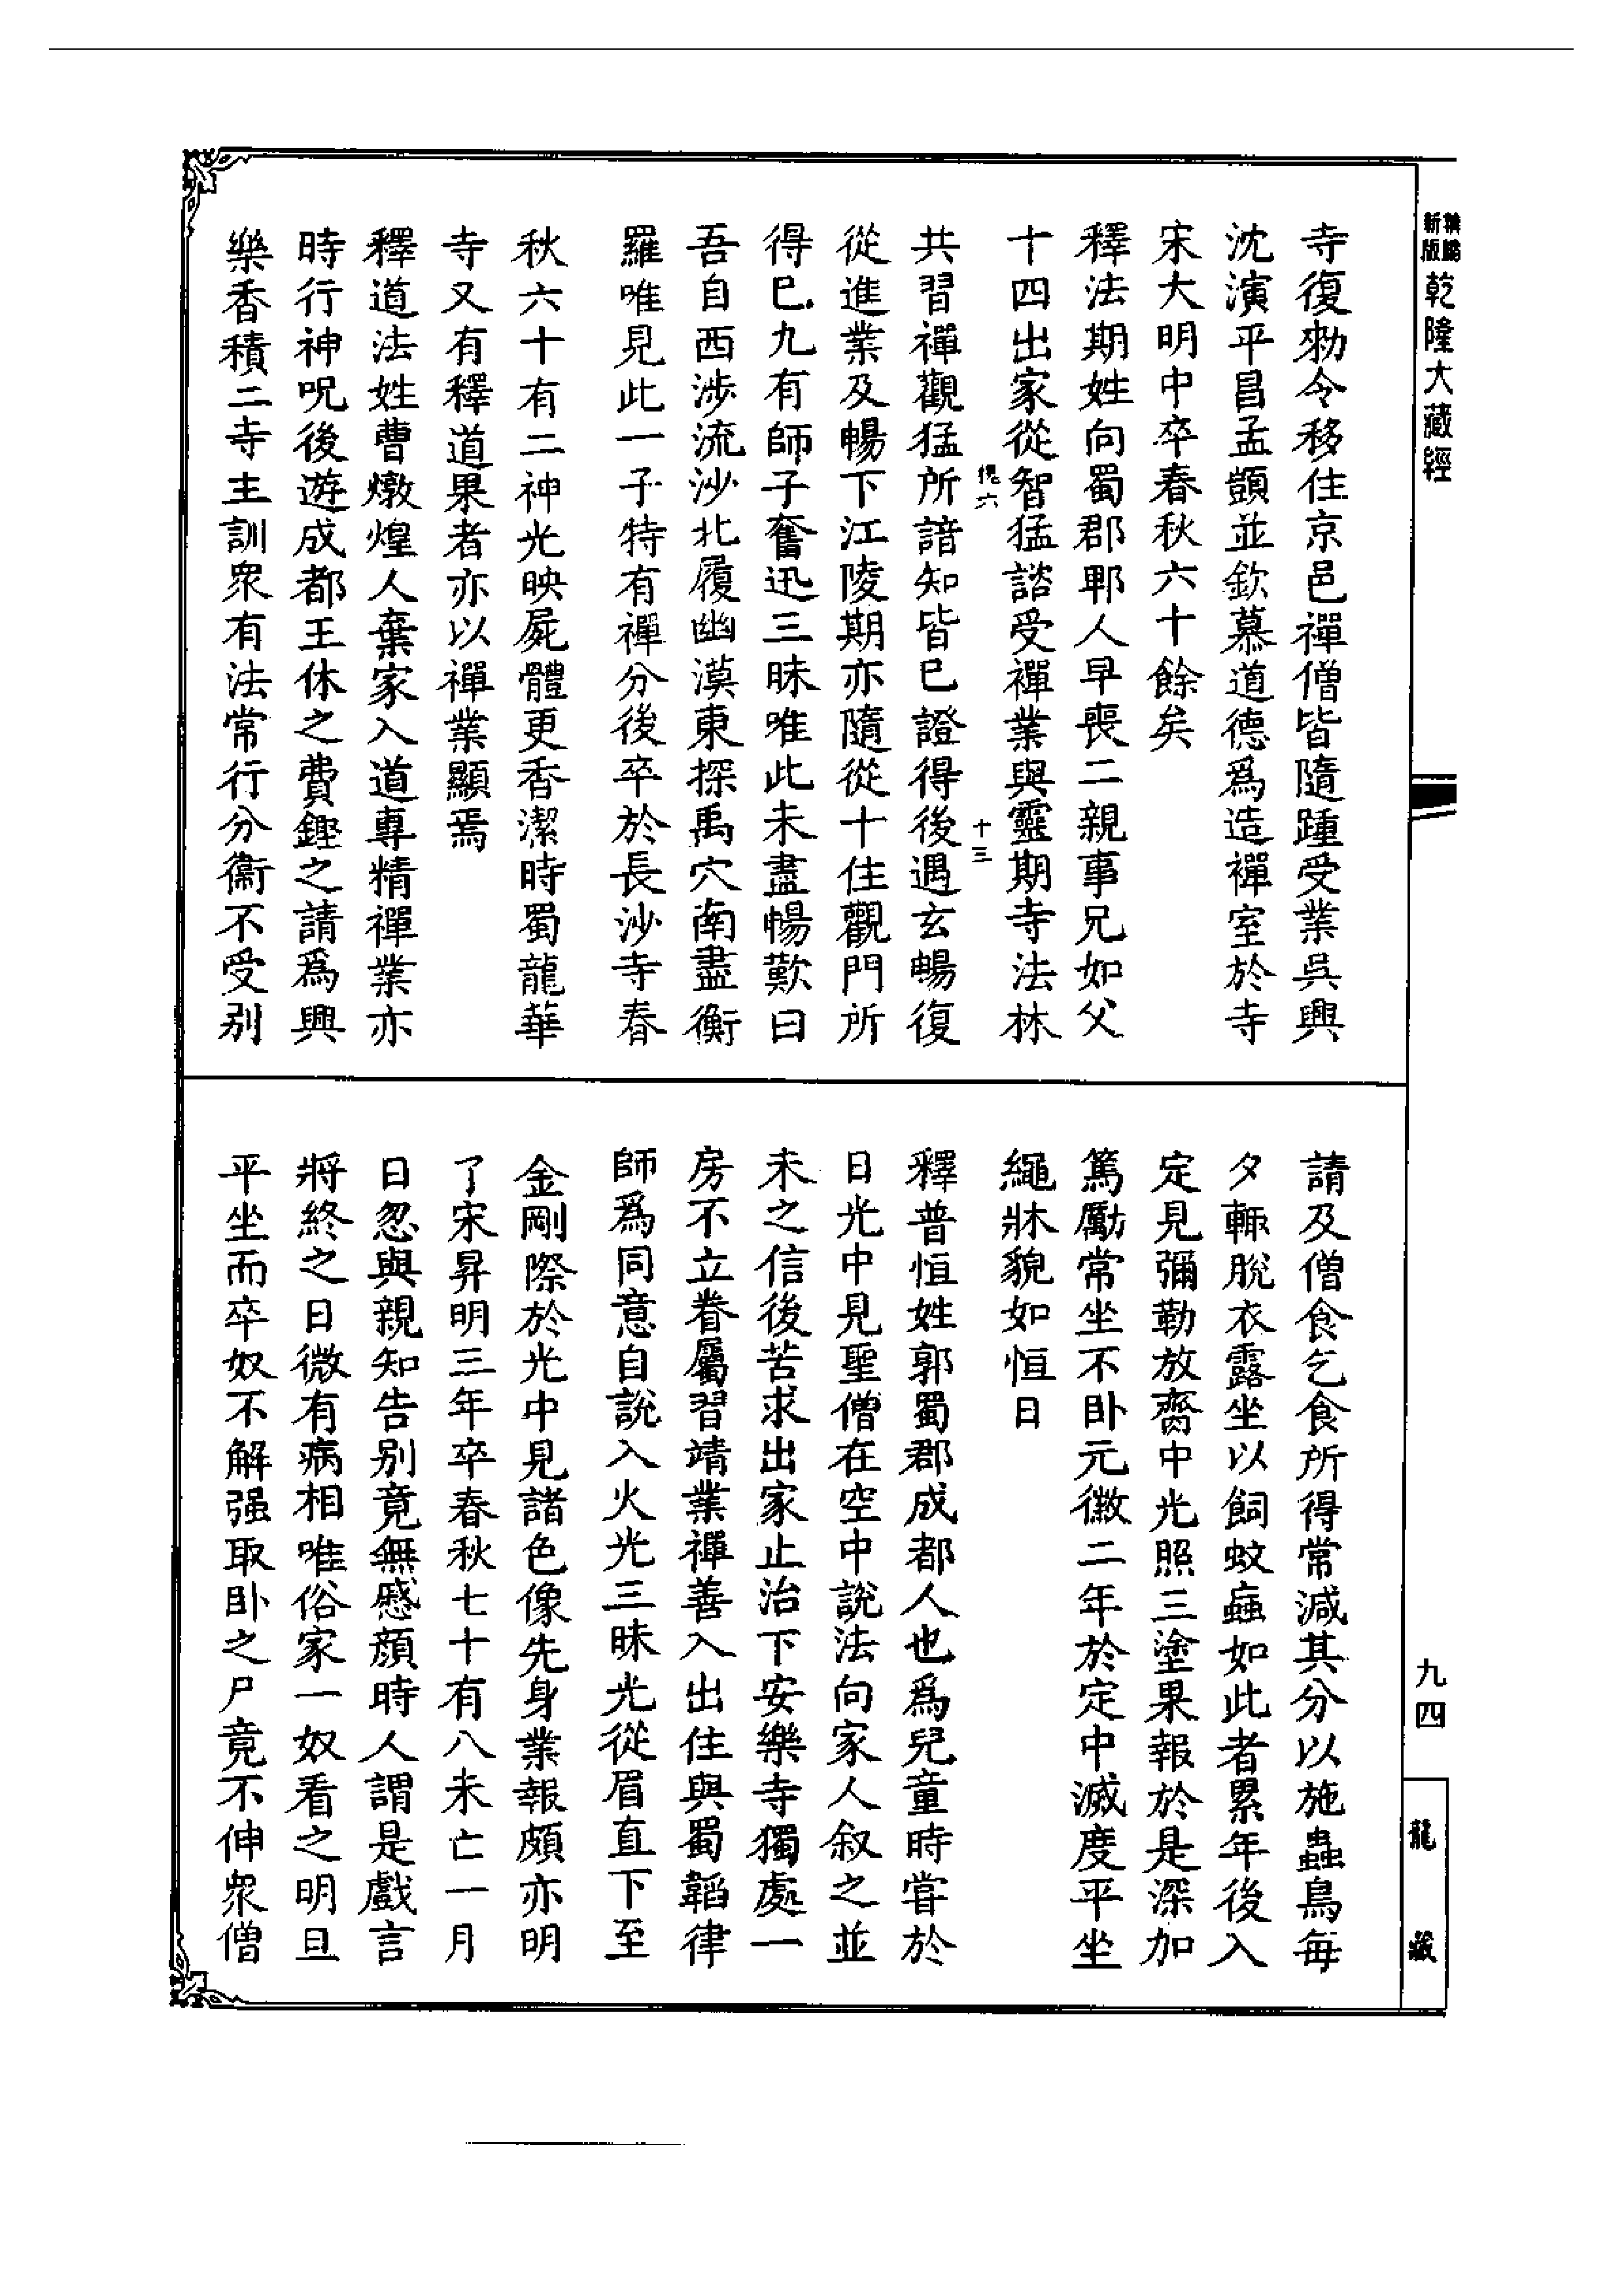 新編縮版 乾隆大藏經
寺復勑令移住京邑禪僧皆隨踵受業吳興
沈演平昌孟顗並欽慕道德爲造禪室於寺
宋大明中卒春秋六十餘矣
釋法期姓向蜀郡郫人早喪二親事兄如父
十四出家從智猛諮受禪業與靈期寺法林
槐六 十三
共習禪觀猛所諳知皆已證得後遇玄暢復
從進業及暢下江陵期亦隨從十住觀門所
得已九有師子奮迅三昧唯此未盡暢歎曰
吾自西涉流沙北履幽漠東探禹穴南盡衡
羅唯見此一子特有禪分後卒於長沙寺春
秋六十有二神光映屍體更香潔時蜀龍華
寺又有釋道果者亦以禪業顯焉
釋道法姓曹燉煌人棄家入道專精禪業亦
時行神呪後遊成都王休之費鏗之請爲興
樂香積二寺主訓衆有法常行分衞不受别
請及僧食乞食所得常減其分以施蟲鳥每
夕輙脫衣露坐以飼蚊蝱如此者累年後入
定見彌勒放齎中光照三塗果報於是深加
篤勵常坐不卧元徽二年於定中滅度平坐
繩牀貌如恒日
釋普恒姓郭蜀郡成都人也爲兒童時甞於
日光中見聖僧在空中說法向家人叙之並
未之信後苦求出家止治下安樂寺獨處一
房不立眷屬習靖業禪善入出住與蜀韜律
師爲同意自說入火光三昧光從眉直下至
金剛際於光中見諸色像先身業報頗亦明
了宋昇明三年卒春秋七十有八未亡一月
日忽與親知告别竟無慼顔時人謂是戲言
將終之日微有病相唯俗家一奴看之明旦
平坐而卒奴不解强取卧之尸竟不伸衆僧
九四
龍藏